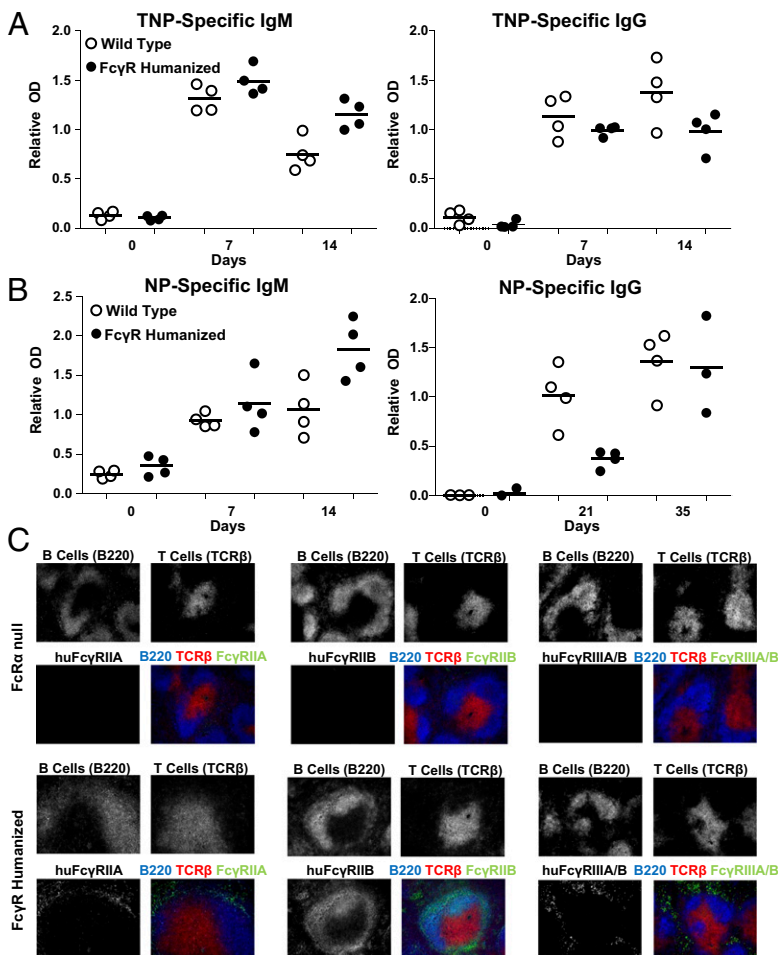 A
TNP-Specific IgM
TNP-Specific IgG
Relative OD
2.0
1.5
1.0
0.5
0.0
Wild Type
FcγR Humanized
0 7 14
Days
Relative OD
2.0
1.5
1.0
0.5
0.0
0 7 14
Days
B
NP-Specific IgM
NP-Specific IgG
Relative OD
2.5
2.0
1.5
1.0
0.5
0.0
Wild Type
FcγR Humanized
0 7 14
Days
Relative OD
2.0
1.5
1.0
0.5
0.0
0 21 35
Days
C
FcRα null
B Cells (B220) T Cells (TCRβ) B Cells (B220) T Cells (TCRβ) B Cells (B220) T Cells (TCRβ)
huFcγRIIA B220 TCRβ FcγRIIA huFcγRIIB B220 TCRβ FcγRIIB huFcγRIIIA/B B220 TCRβ FcγRIIIA/B
FcγR Humanized
B Cells (B220) T Cells (TCRβ) B Cells (B220) T Cells (TCRβ) B Cells (B220) T Cells (TCRβ)
huFcγRIIA B220 TCRβ FcγRIIA huFcγRIIB B220 TCRβ FcγRIIB huFcγRIIIA/B B220 TCRβ FcγRIIIA/B